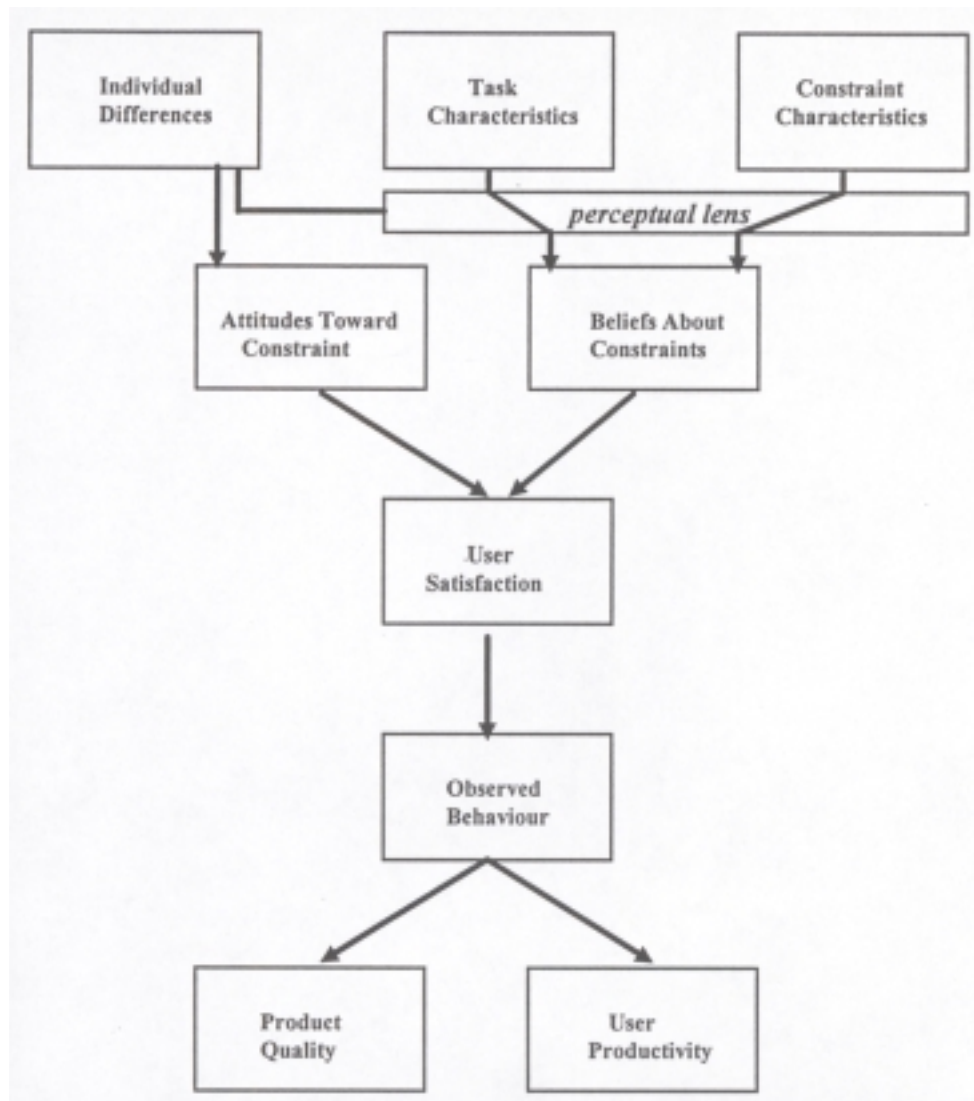 Individual
Differences
Task
Characteristics
Constraint
Characteristics
perceptual lens
Attitudes Toward
Constraint
Beliefs About
Constraints
User
Satisfaction
Observed
Behaviour
Product
Quality
User
Productivity